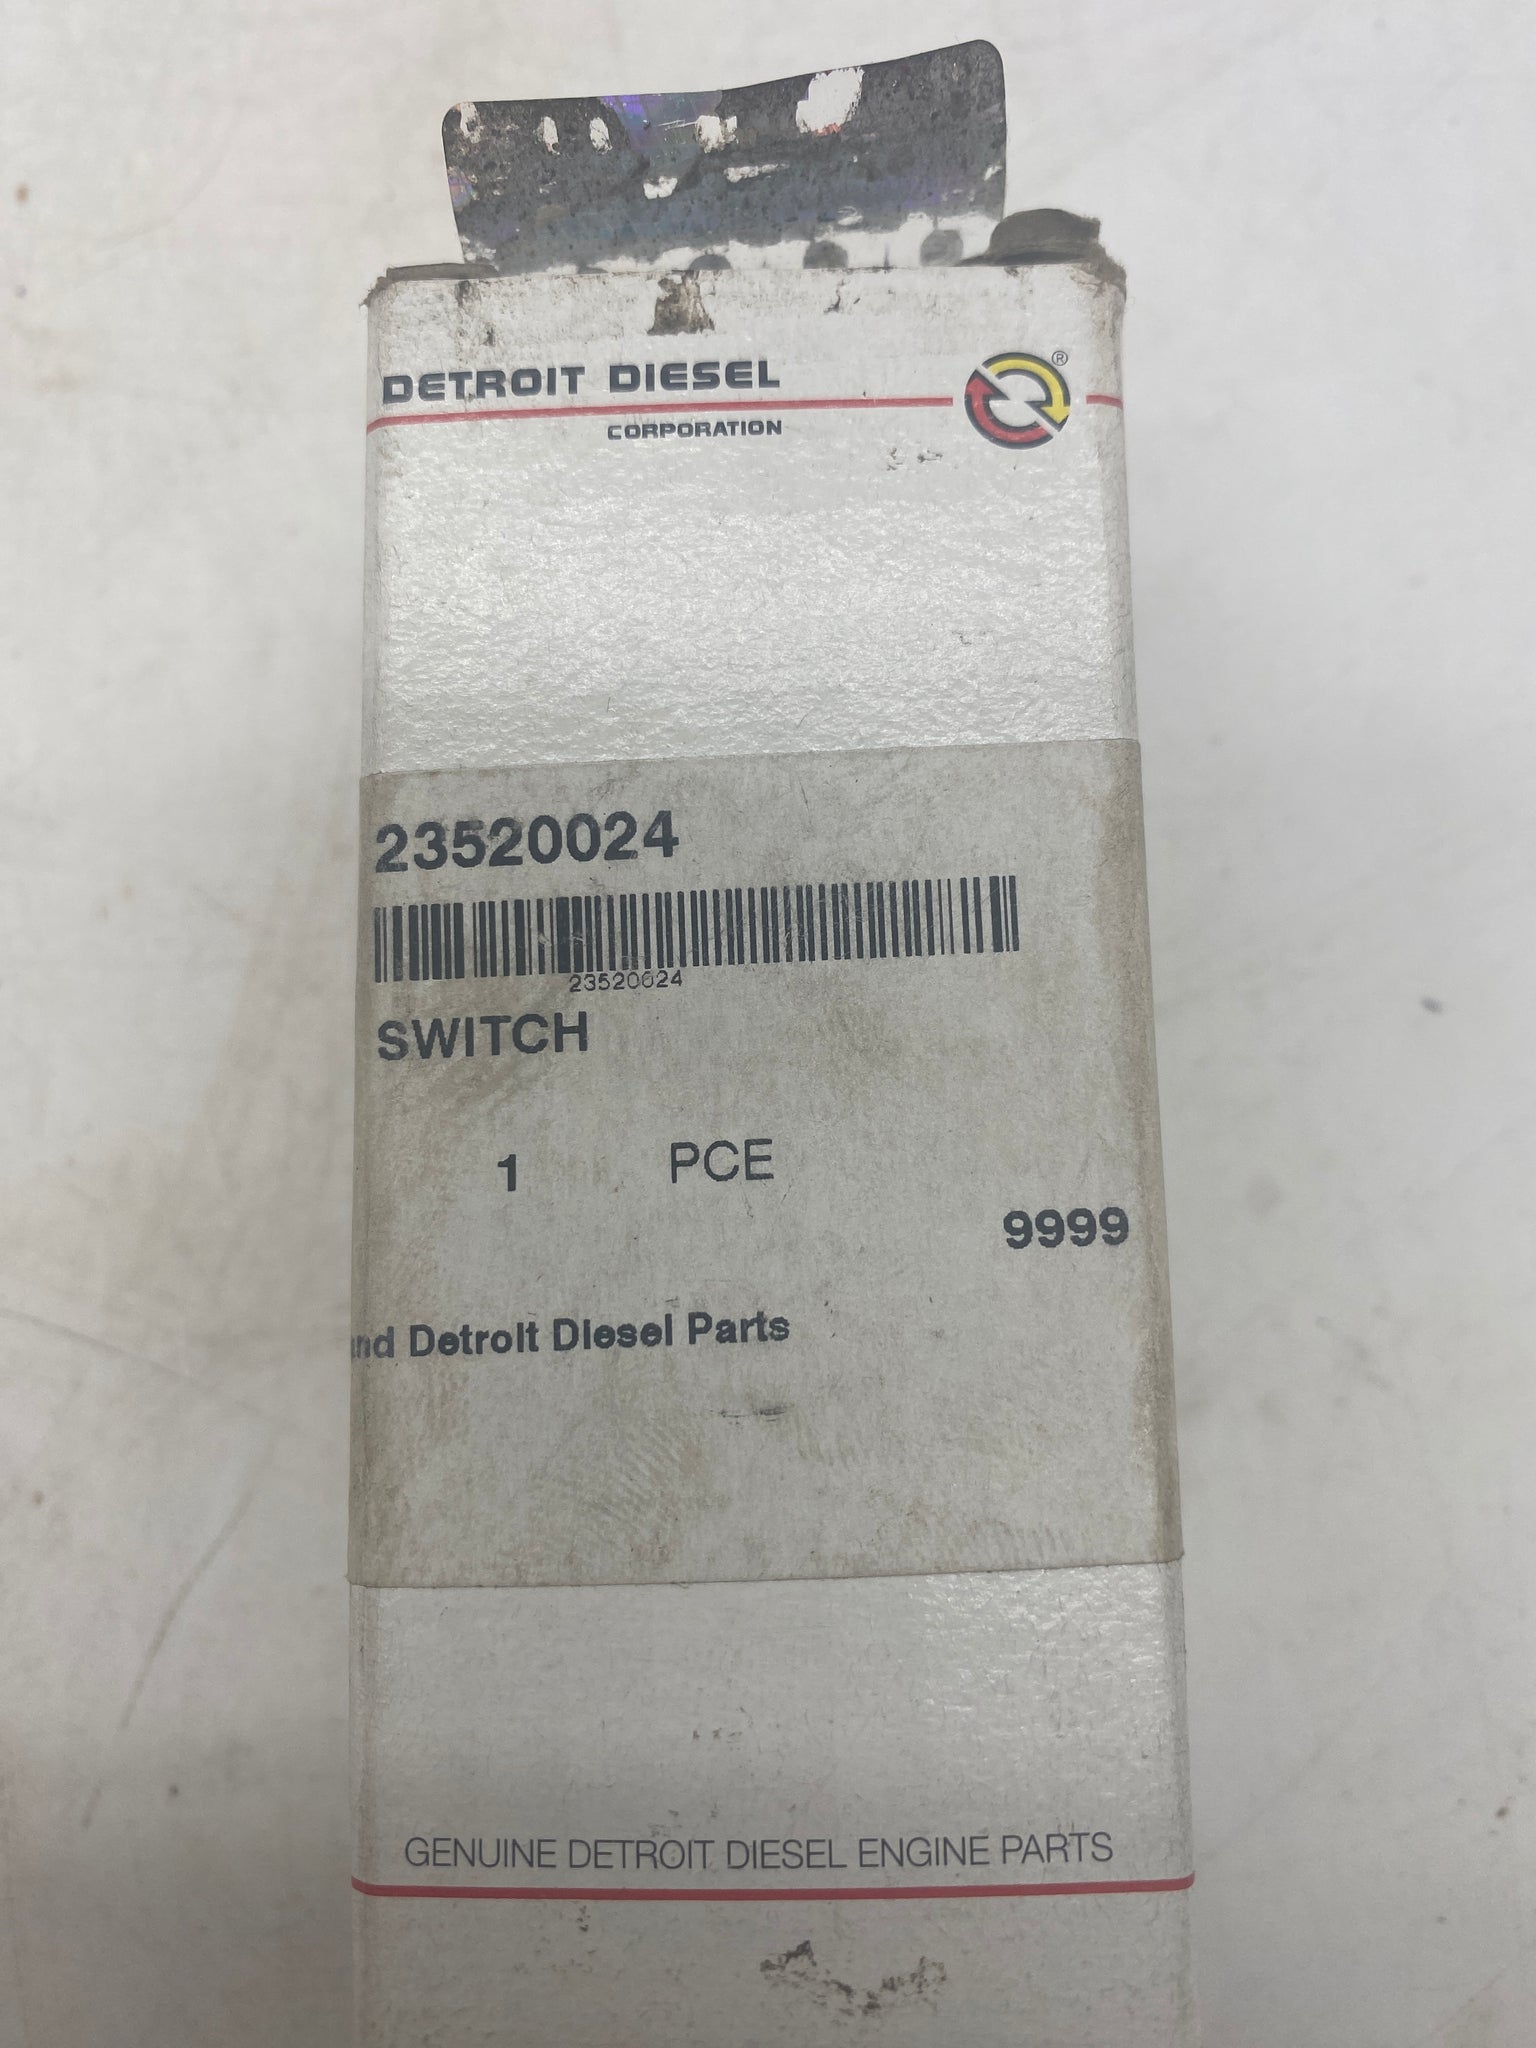 DETROIT DIESEL
®
CORPORATION
23520024
23520024
SWITCH
1 PCE
9999
and Detroit Diesel Parts
GENUINE DETROIT DIESEL ENGINE PARTS